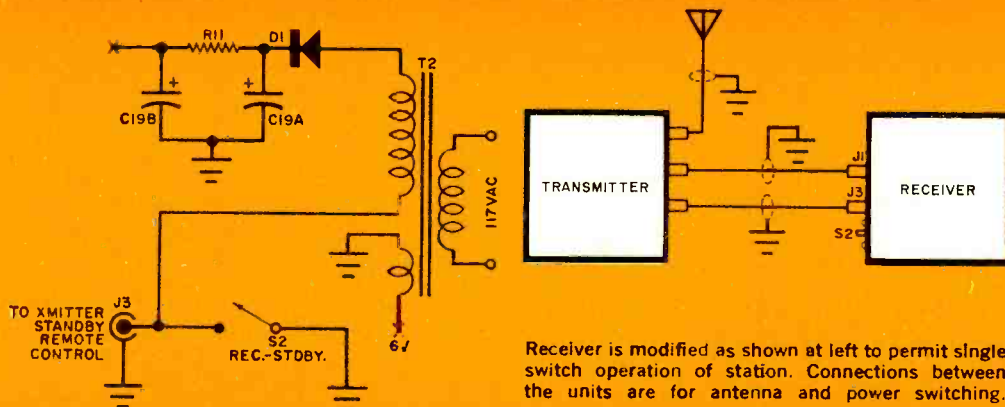 R11
D1
T2
+
+
C19B
C19A
117VAC
TO XMITTER
STANDBY
REMOTE
CONTROL
J3
S2
REC.-STDBY.
6V
TRANSMITTER
J1
J3
S2
RECEIVER
Receiver is modified as shown at left to permit single
switch operation of station. Connections between
the units are for antenna and power switching.